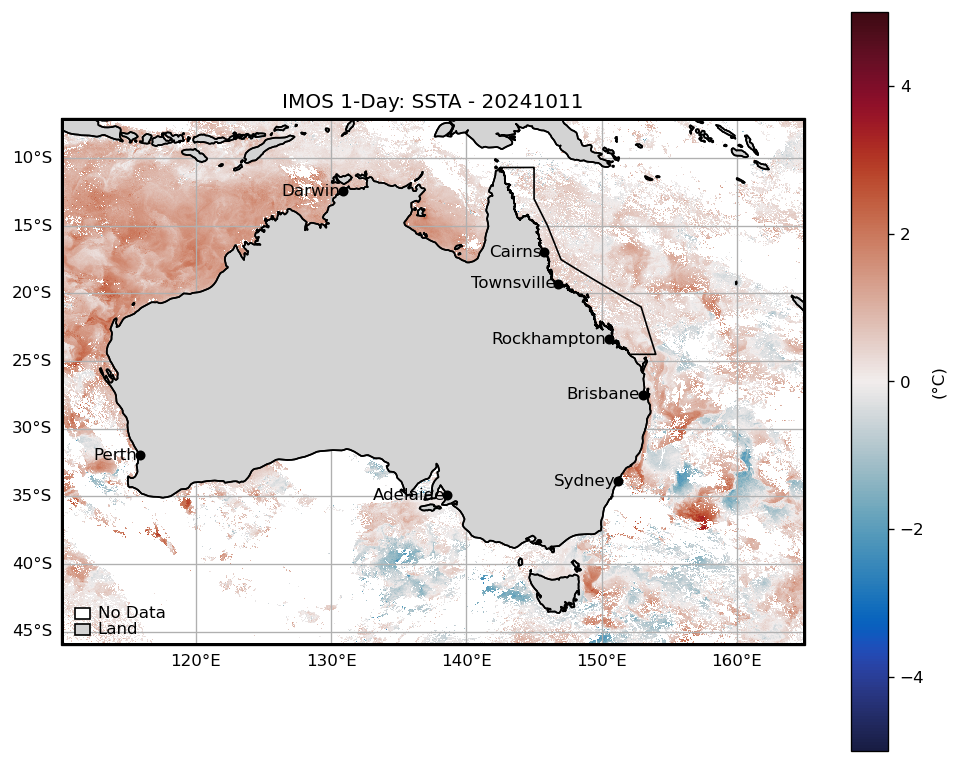 IMOS 1-Day: SSTA - 20241011
10°S
15°S
20°S
25°S
30°S
35°S
40°S
45°S
Darwin
Cairns
Townsville
Rockhampton
Brisbane
Perth
Sydney
Adelaide
No Data
Land
120°E 130°E 140°E 150°E 160°E
4
2
0
−2
−4
(°C)